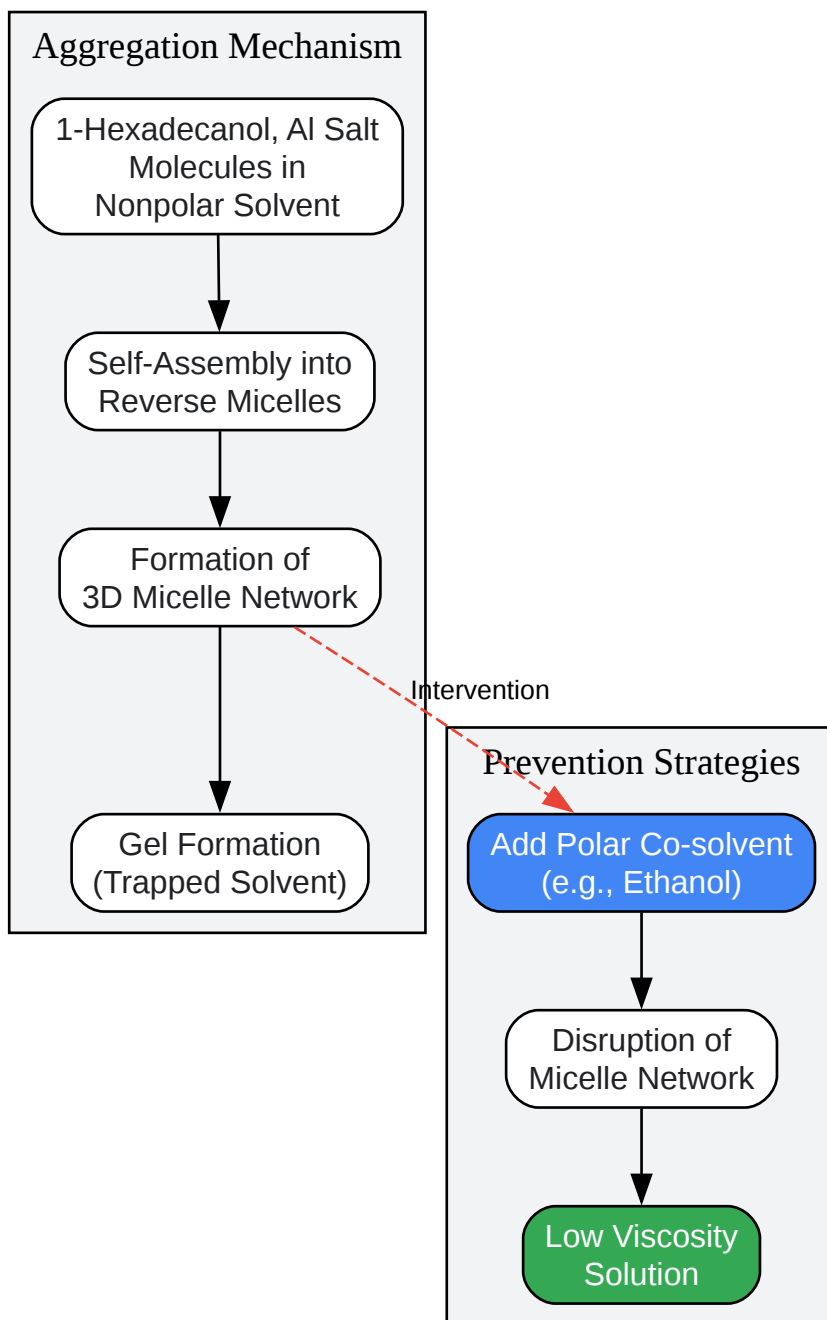 Aggregation Mechanism
1-Hexadecanol, Al Salt
Molecules in
Nonpolar Solvent
Self-Assembly into
Reverse Micelles
Formation of
3D Micelle Network
Intervention
Gel Formation
(Trapped Solvent)
Prevention Strategies
Add Polar Co-solvent
(e.g., Ethanol)
Disruption of
Micelle Network
Low Viscosity
Solution